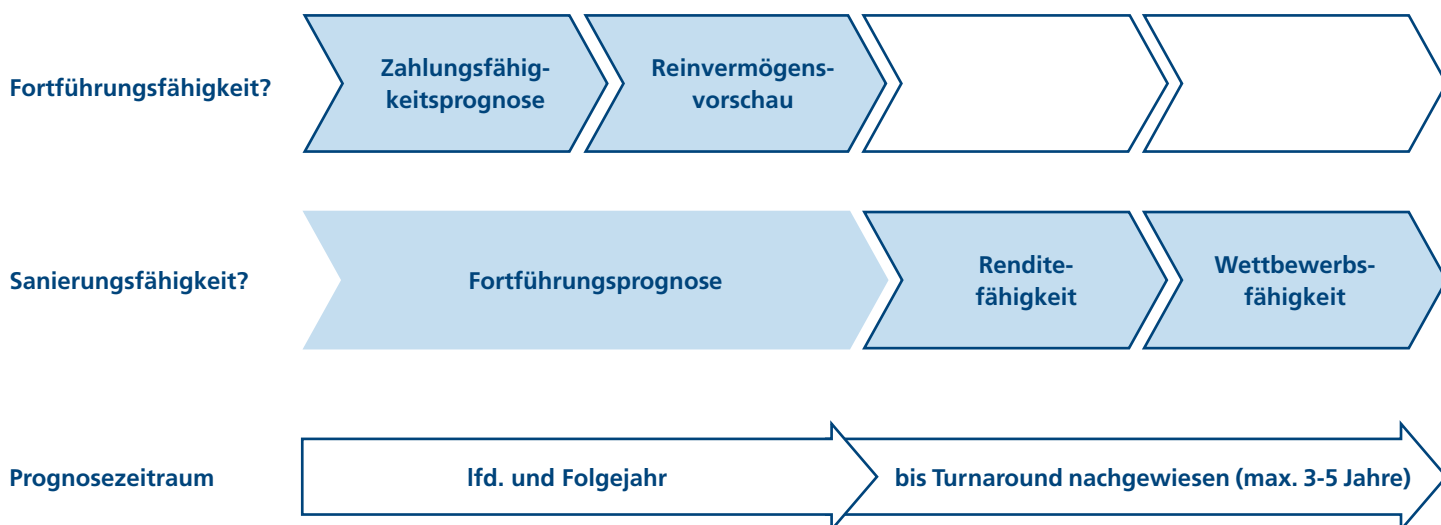 Fortführungsfähigkeit?
Zahlungsfähig-
keitsprognose
Reinvermögens-
vorschau
Sanierungsfähigkeit?
Fortführungsprognose
Rendite-
fähigkeit
Wettbewerbs-
fähigkeit
Prognosezeitraum
lfd. und Folgejahr
bis Turnaround nachgewiesen (max. 3-5 Jahre)